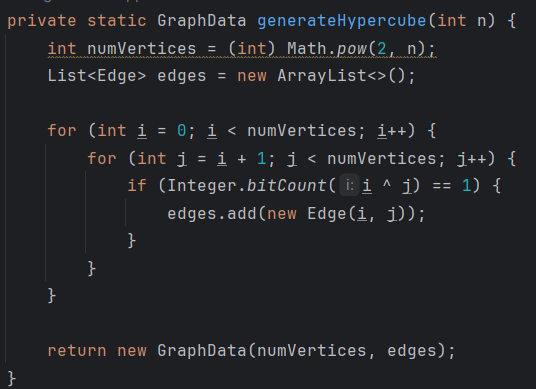 private static GraphData generateHypercube(int n) {
    int numVertices = (int) Math.pow(2, n);
    List<Edge> edges = new ArrayList<>();

    for (int i = 0; i < numVertices; i++) {
        for (int j = i + 1; j < numVertices; j++) {
            if (Integer.bitCount( i: i ^ j) == 1) {
                edges.add(new Edge(i, j));
            }
        }
    }

    return new GraphData(numVertices, edges);
}